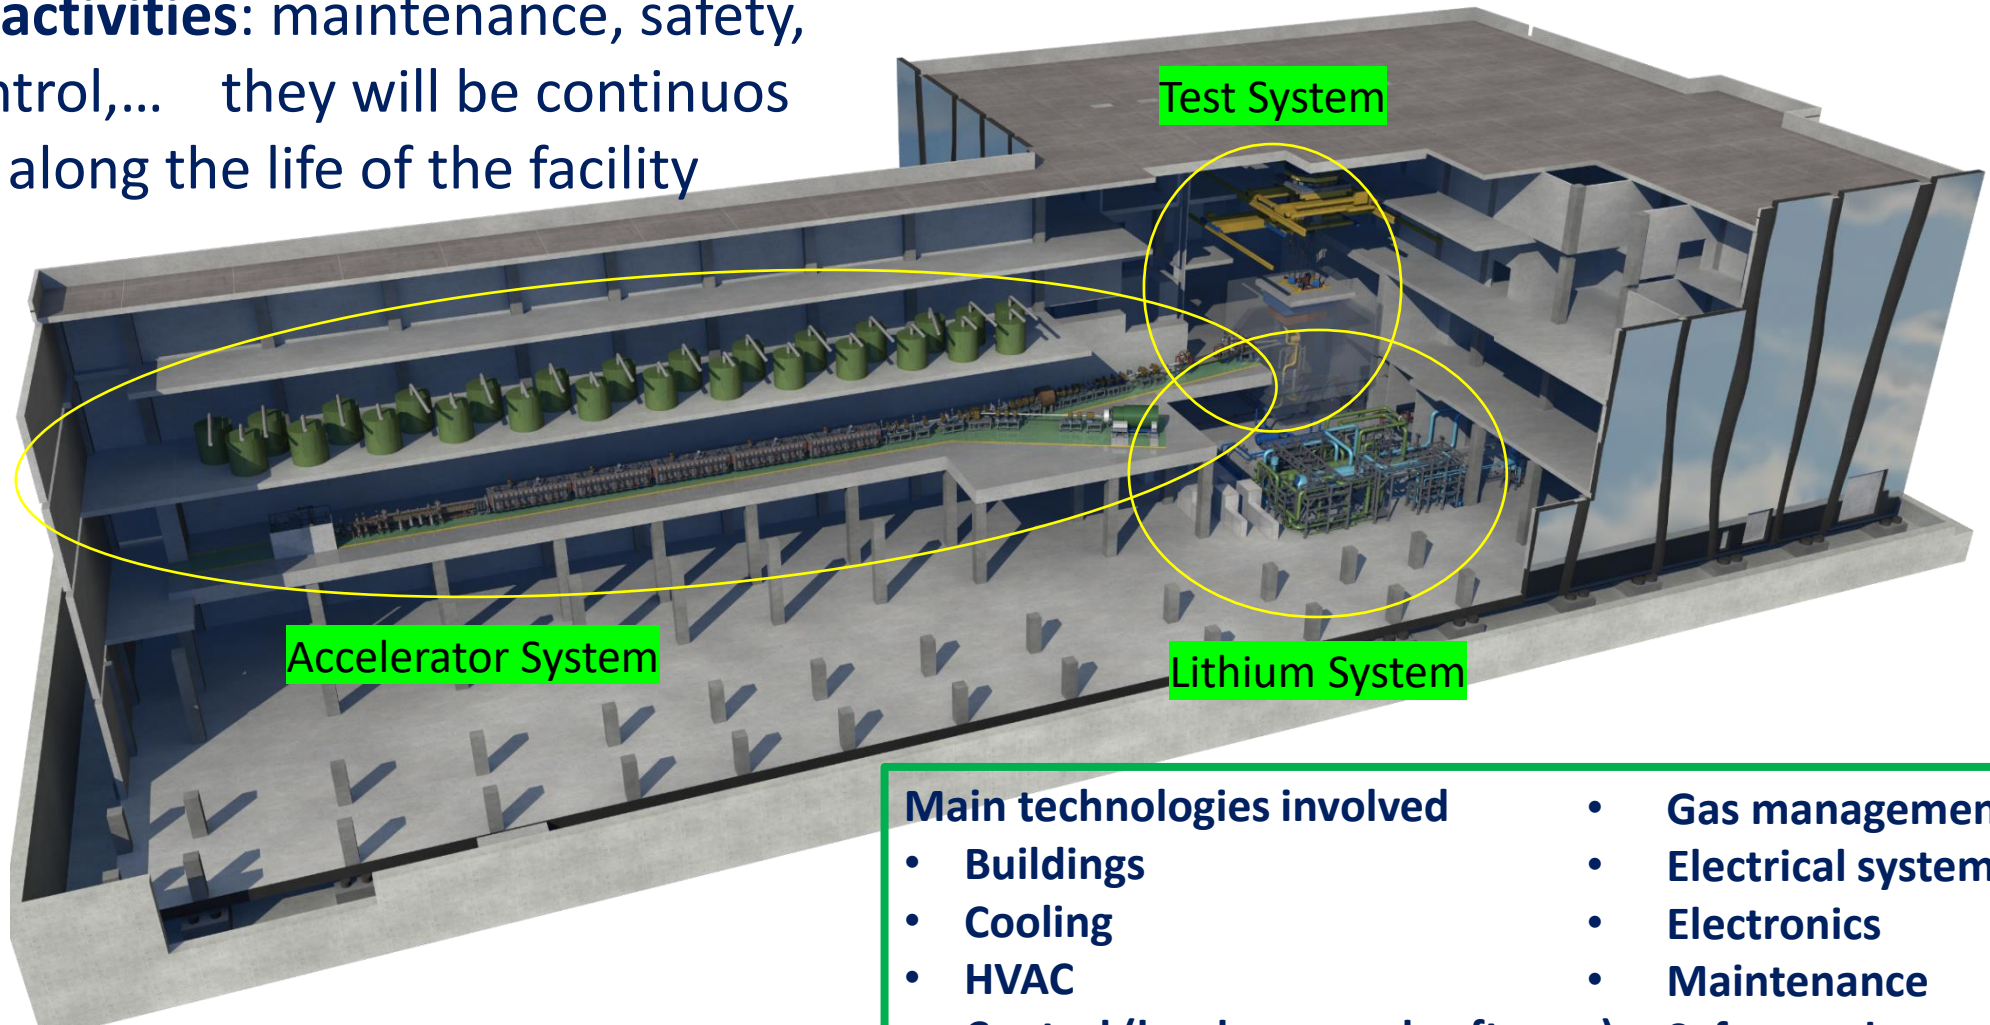 activities: maintenance, safety,
ntrol,... they will be continuos
along the life of the facility
Test System
Accelerator System
Lithium System
Main technologies involved
• Buildings
• Cooling
• HVAC
• Gas managemen
• Electrical system
• Electronics
• Maintenance